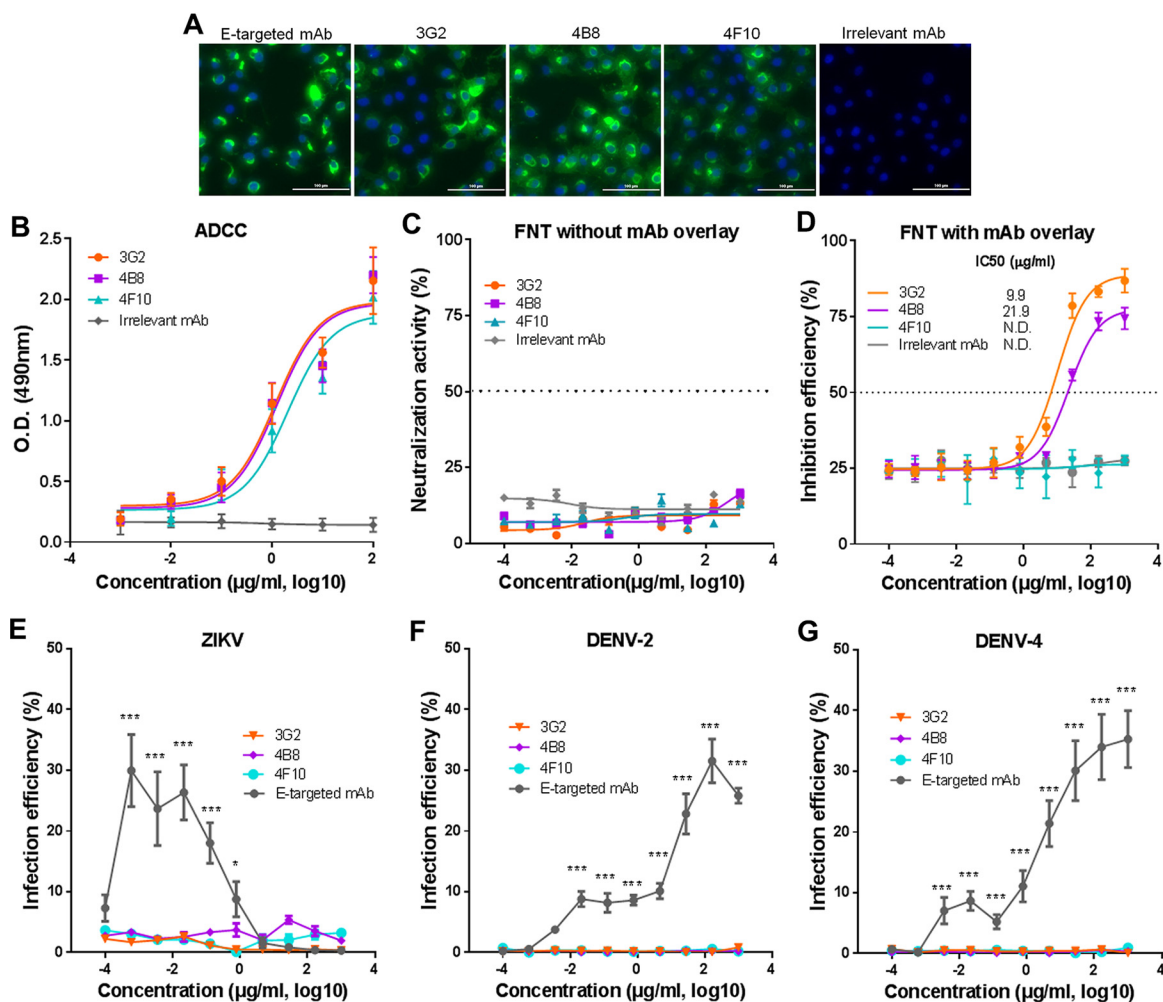 A
E-targeted mAb
3G2
4B8
4F10
Irrelevant mAb
100 μm
100 μm
100 μm
100 μm
100 μm
B
ADCC
3G2
4B8
4F10
Irrelevant mAb
O.D. (490nm)
2.5
2.0
1.5
1.0
0.5
0.0
-4
-2
0
2
Concentration (μg/ml, log10)
C
FNT without mAb overlay
3G2
4B8
4F10
Irrelevant mAb
Neutralization activity (%)
100
75
50
25
0
-4
-2
0
2
4
Concentration(μg/ml, log10)
D
FNT with mAb overlay
IC50 (μg/ml)
3G2 9.9
4B8 21.9
4F10 N.D.
Irrelevant mAb N.D.
Inhibition efficiency (%)
100
75
50
25
0
-4
-2
0
2
4
Concentration (μg/ml, log10)
E
ZIKV
3G2
4B8
4F10
E-targeted mAb
*** *** *** *** *
Infection efficiency (%)
50
40
30
20
10
0
-4
-2
0
2
4
Concentration (μg/ml, log10)
F
DENV-2
3G2
4B8
4F10
E-targeted mAb
*** *** *** *** *** *** ***
Infection efficiency (%)
50
40
30
20
10
0
-4
-2
0
2
4
Concentration (μg/ml, log10)
G
DENV-4
3G2
4B8
4F10
E-targeted mAb
*** *** *** *** *** *** *** ***
Infection efficiency (%)
50
40
30
20
10
0
-4
-2
0
2
4
Concentration (μg/ml, log10)